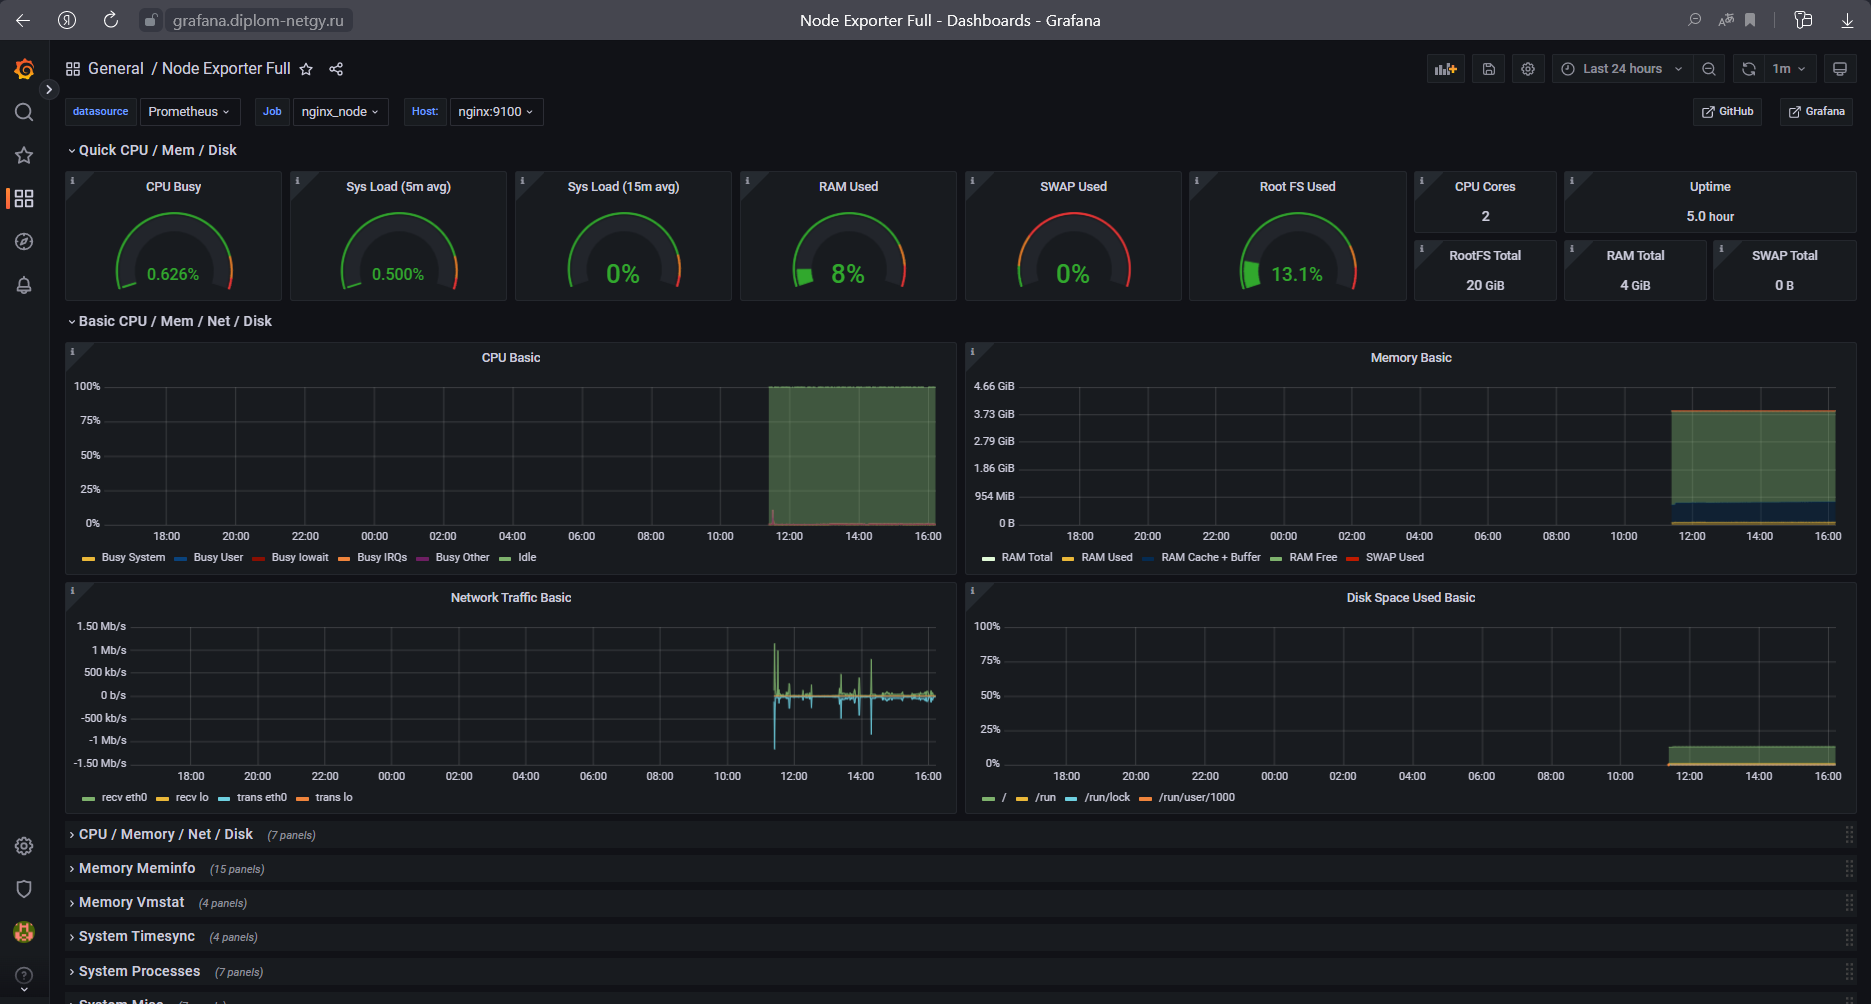 grafana.diplom-netgy.ru
Node Exporter Full - Dashboards - Grafana
General / Node Exporter Full
Last 24 hours
1m
datasource Prometheus Job nginx_node Host: nginx:9100
GitHub Grafana
Quick CPU / Mem / Disk
CPU Busy
0.626%
Sys Load (5m avg)
0.500%
Sys Load (15m avg)
0%
RAM Used
8%
SWAP Used
0%
Root FS Used
13.1%
CPU Cores
2
Uptime
5.0 hour
RootFS Total
20 GiB
RAM Total
4 GiB
SWAP Total
0 B
Basic CPU / Mem / Net / Disk
CPU Basic
100%
75%
50%
25%
0%
18:00 20:00 22:00 00:00 02:00 04:00 06:00 08:00 10:00 12:00 14:00 16:00
Busy System Busy User Busy Iowait Busy IRQs Busy Other Idle
Memory Basic
4.66 GiB
3.73 GiB
2.79 GiB
1.86 GiB
954 MiB
0 B
18:00 20:00 22:00 00:00 02:00 04:00 06:00 08:00 10:00 12:00 14:00 16:00
RAM Total RAM Used RAM Cache + Buffer RAM Free SWAP Used
Network Traffic Basic
1.50 Mb/s
1 Mb/s
500 kb/s
0 b/s
-500 kb/s
-1 Mb/s
-1.50 Mb/s
18:00 20:00 22:00 00:00 02:00 04:00 06:00 08:00 10:00 12:00 14:00 16:00
recv eth0 recv lo trans eth0 trans lo
Disk Space Used Basic
100%
75%
50%
25%
0%
18:00 20:00 22:00 00:00 02:00 04:00 06:00 08:00 10:00 12:00 14:00 16:00
/ /run /run/lock /run/user/1000
CPU / Memory / Net / Disk (7 panels)
Memory Meminfo (15 panels)
Memory Vmstat (4 panels)
System Timesync (4 panels)
System Processes (7 panels)
System Misc